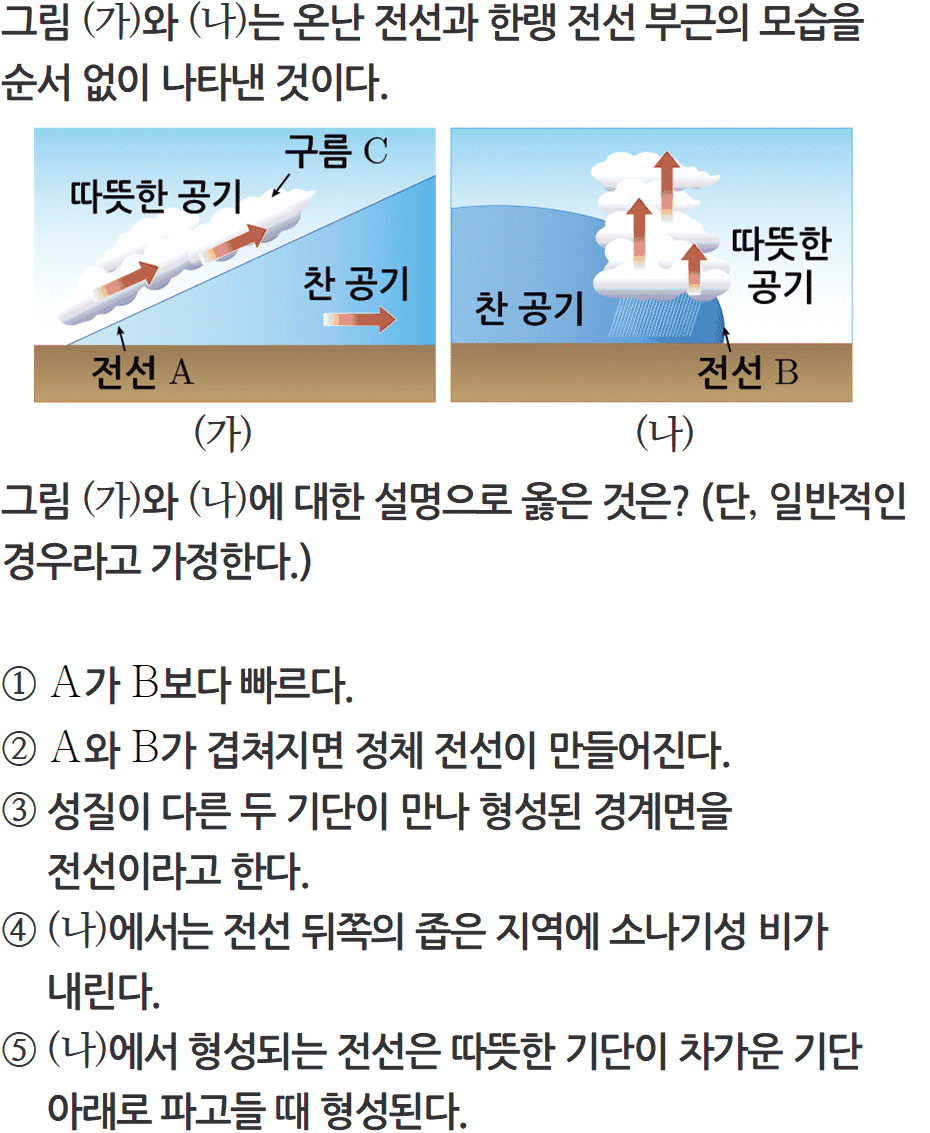 그림 (가)와 (나)는 온난 전선과 한랭 전선 부근의 모습을
순서 없이 나타낸 것이다.
구름 C
따뜻한 공기
찬 공기
전선 A
(가)
따뜻한
공기
찬 공기
전선 B
(나)
그림 (가)와 (나)에 대한 설명으로 옳은 것은? (단, 일반적인
경우라고 가정한다.)
① A가 B보다 빠르다.
② A와 B가 겹쳐지면 정체 전선이 만들어진다.
③ 성질이 다른 두 기단이 만나 형성된 경계면을
전선이라고 한다.
④ (나)에서는 전선 뒤쪽의 좁은 지역에 소나기성 비가
내린다.
⑤ (나)에서 형성되는 전선은 따뜻한 기단이 차가운 기단
아래로 파고들 때 형성된다.